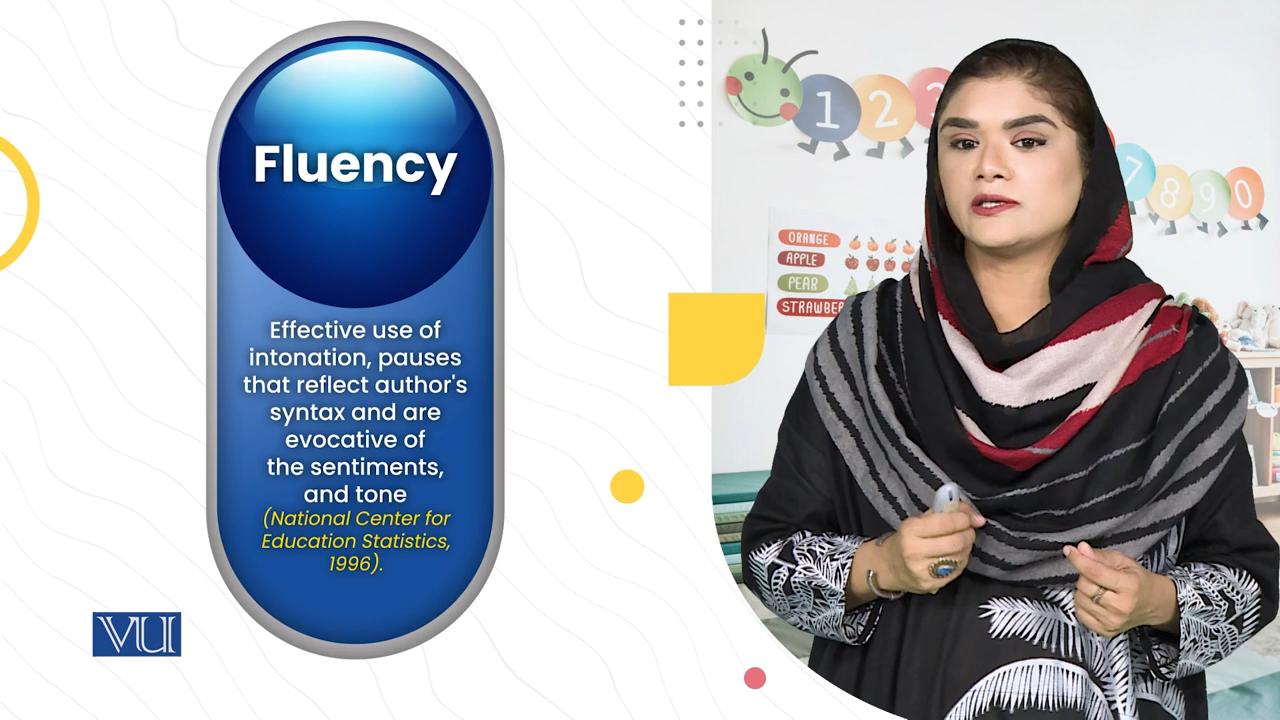 Fluency
Effective use of
intonation, pauses
that reflect author's
syntax and are
evocative of
the sentiments,
and tone
(National Center for
Education Statistics,
1996).
VU
1 2 3
7 8 9 0
ORANGE
APPLE
PEAR
STRAWBER